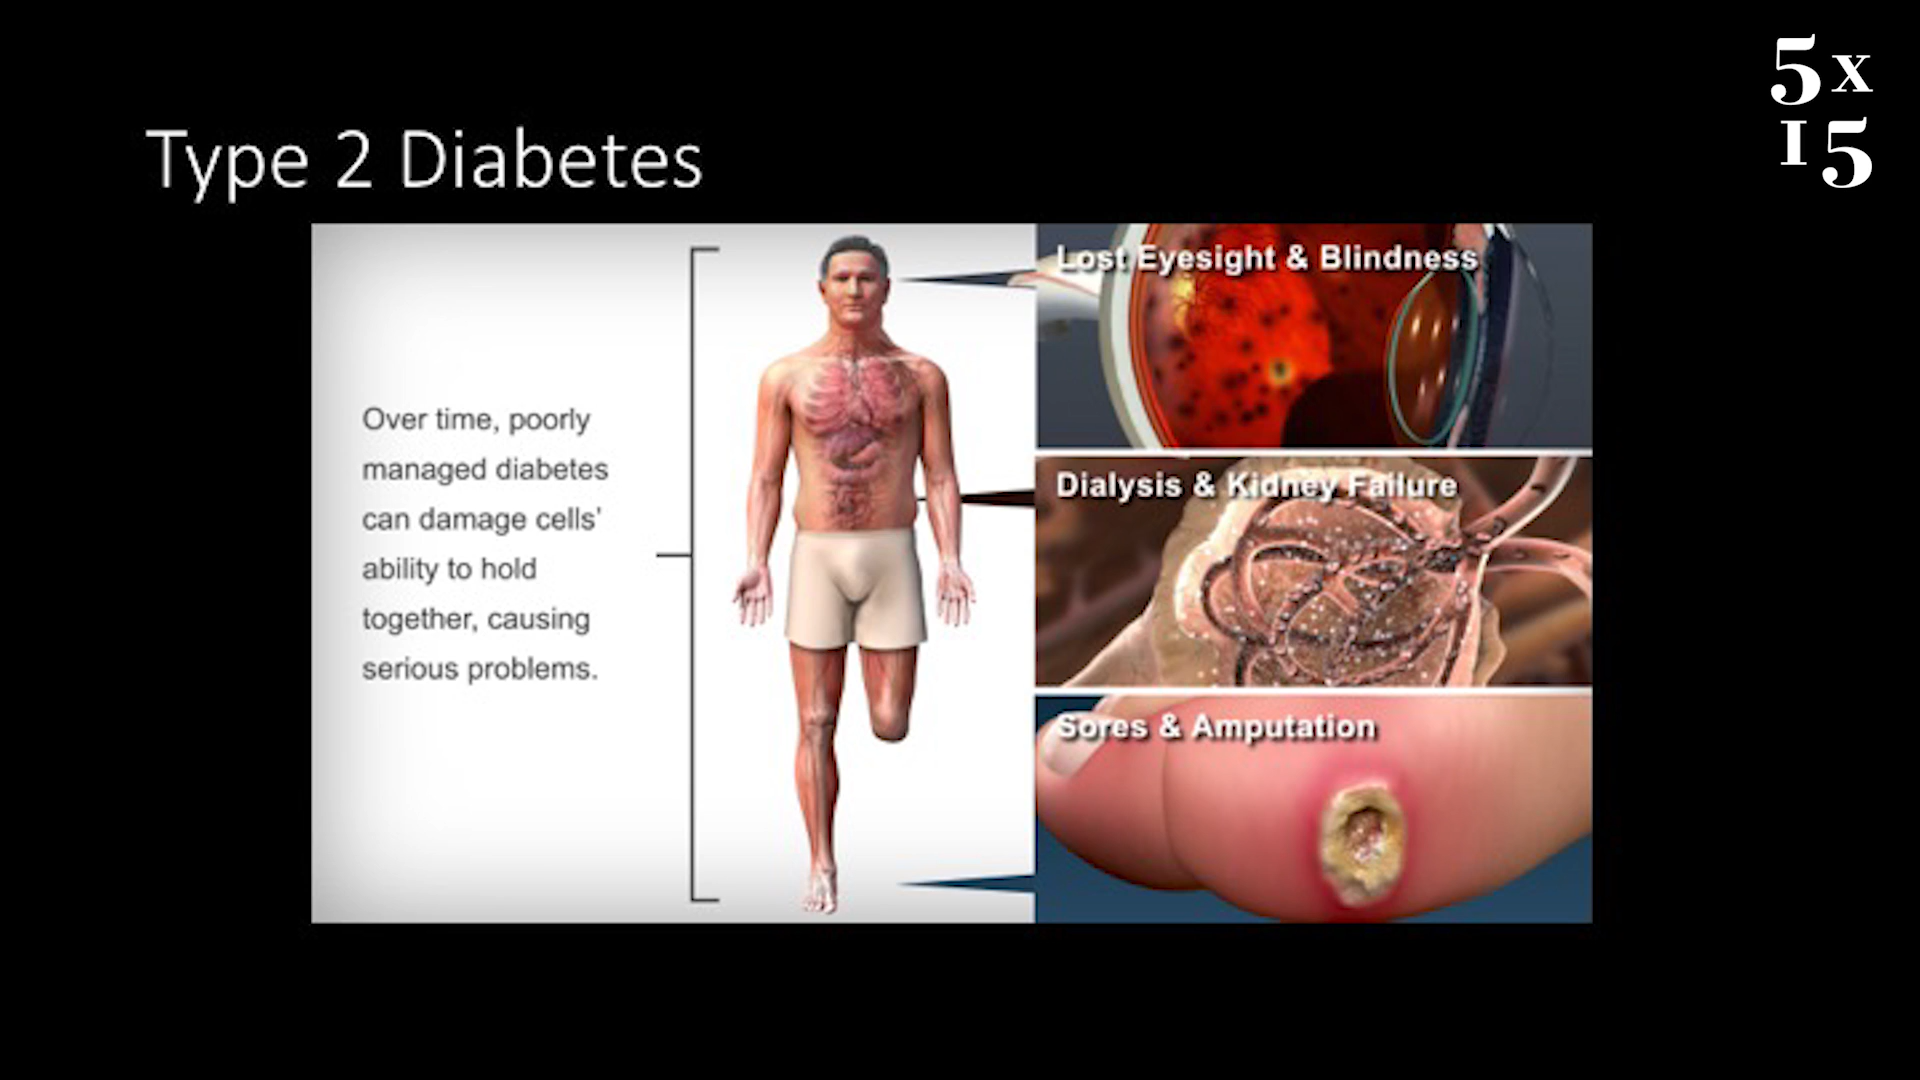 5x
15
Type 2 Diabetes
Over time, poorly
managed diabetes
can damage cells'
ability to hold
together, causing
serious problems.
Lost Eyesight & Blindness
Dialysis & Kidney Failure
Sores & Amputation